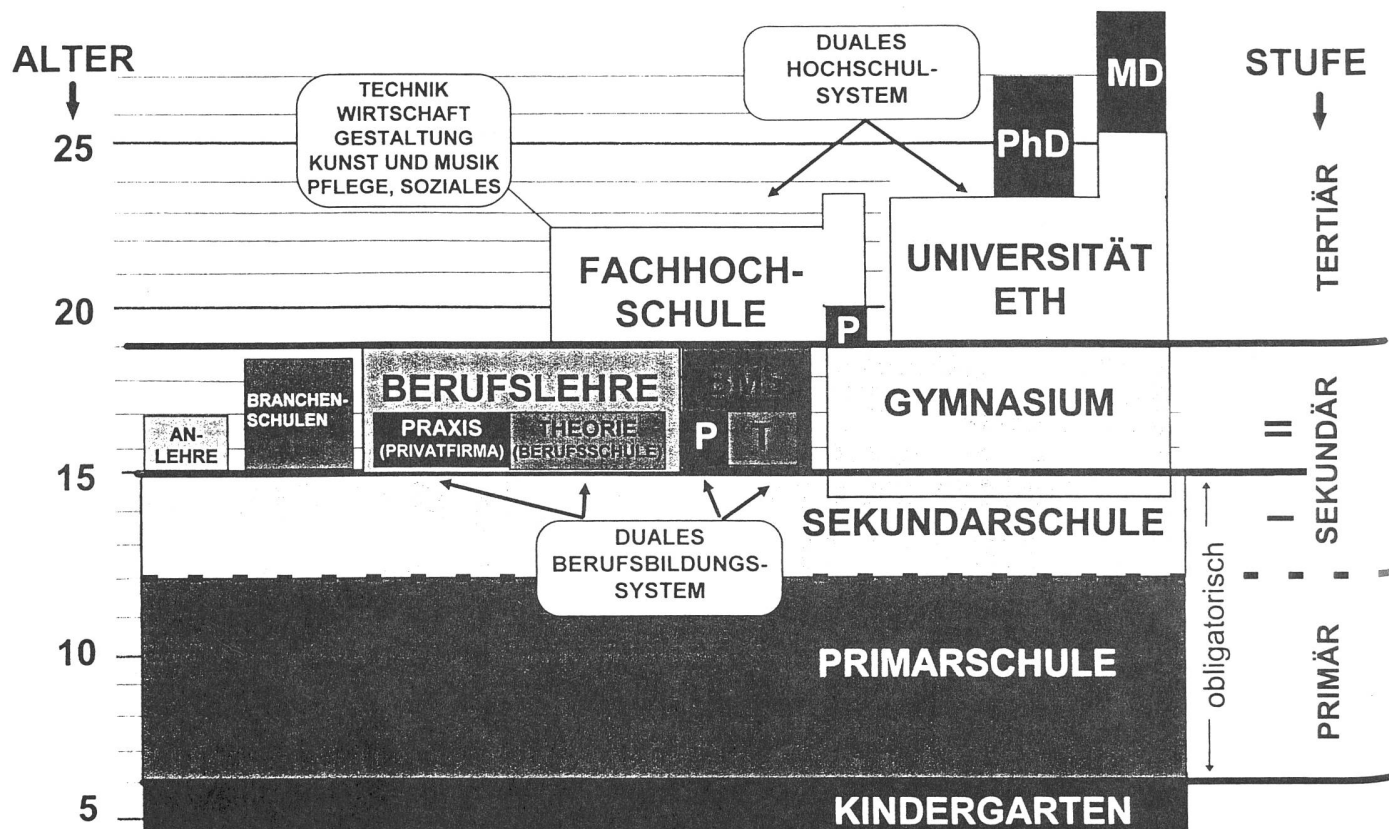 ALTER
25
20
15
10
5
TECHNIK
WIRTSCHAFT
GESTALTUNG
KUNST UND MUSIK
PFLEGE, SOZIALES
DUALES
HOCHSCHUL-
SYSTEM
MD
PhD
STUFE
TERTIÄR
SEKUNDÄR
II
I
PRIMÄR
FACHHOCH-
SCHULE
P
UNIVERSITÄT
ETH
AN-
LEHRE
BRANCHEN-
SCHULEN
BERUFSLEHRE
PRAXIS
(PRIVATFIRMA)
THEORIE
(BERUFSSCHULE)
BMS
P
T
GYMNASIUM
DUALES
BERUFSBILDUNGS-
SYSTEM
SEKUNDARSCHULE
obligatorisch
PRIMARSCHULE
KINDERGARTEN